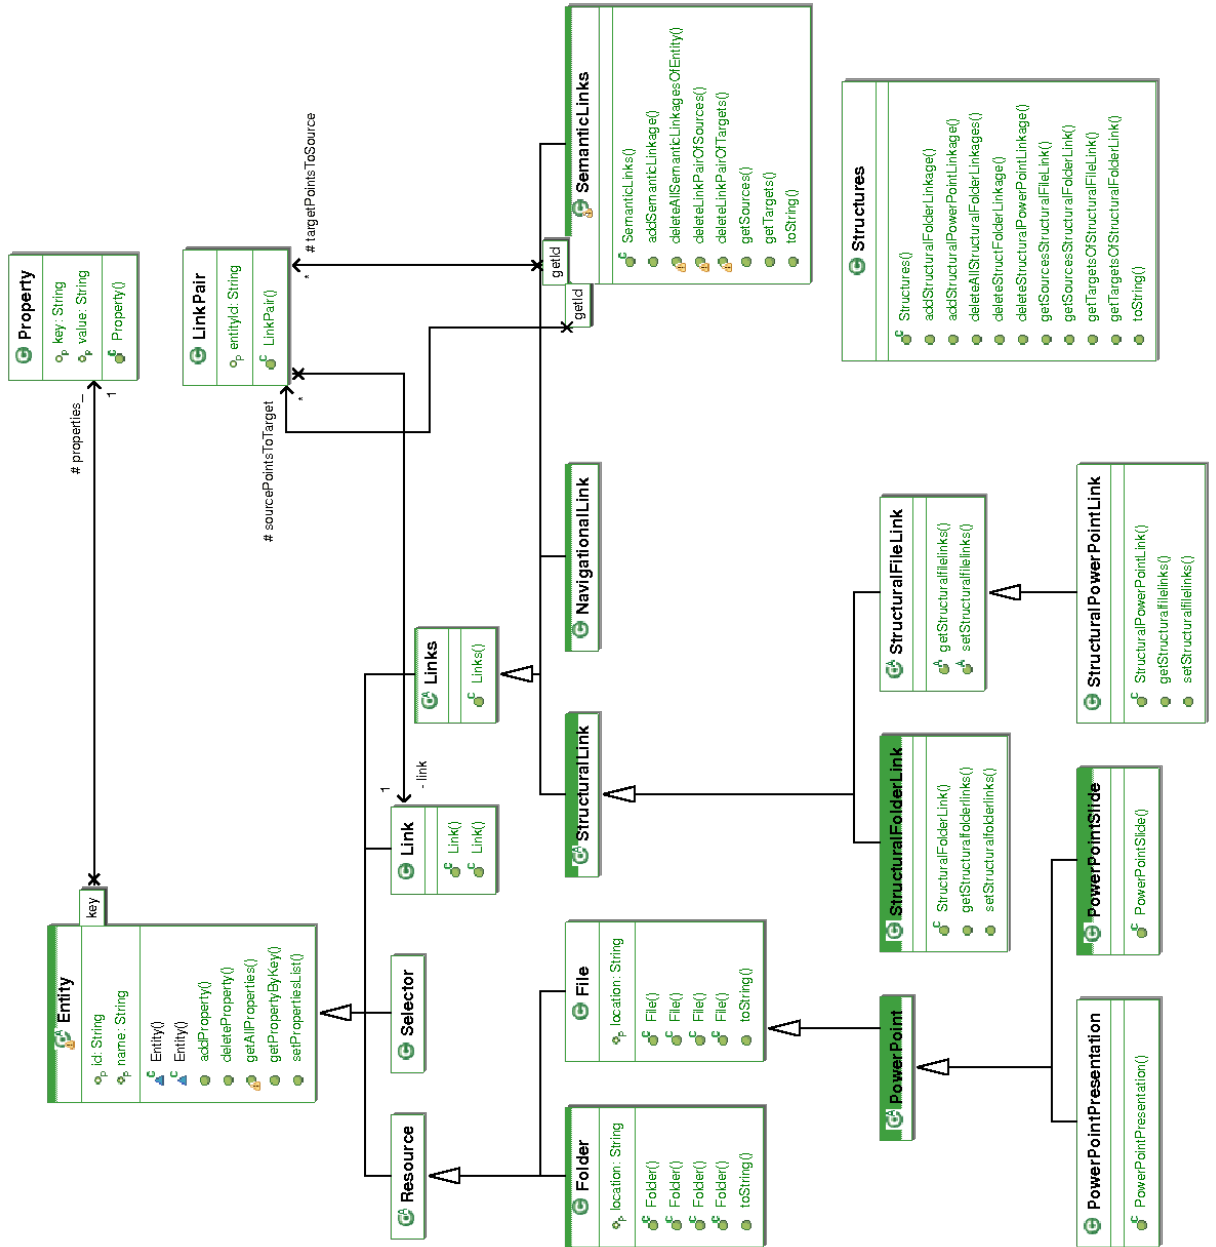 Entity
id: String
name: String
Entity()
Entity()
addProperty()
deleteProperty()
getAllProperties()
getPropertyByKey()
setPropertiesList()
key
# properties_
1
Property
key: String
value: String
Property()
LinkPair
entityId: String
LinkPair()
# sourcePointsToTarget
*
*
# targetPointsToSource
Resource
Selector
Link
Link()
Link()
1
- link
Links
Links()
Folder
location: String
Folder()
Folder()
Folder()
Folder()
toString()
File
location: String
File()
File()
File()
File()
toString()
StructuralLink
NavigationalLink
getId
getId
SemanticLinks
SemanticLinks()
addSemanticLinkage()
deleteAllSemanticLinkagesOfEntity()
deleteLinkPairOfSources()
deleteLinkPairOfTargets()
getSources()
getTargets()
toString()
PowerPoint
StructuralFolderLink
StructuralFolderLink()
getStructuralfolderlinks()
setStructuralfolderlinks()
StructuralFileLink
getStructuralfilelinks()
setStructuralfilelinks()
Structures
Structures()
addStructuralFolderLinkage()
addStructuralPowerPointLinkage()
deleteAllStructuralFolderLinkages()
deleteStructFolderLinkage()
deleteStructuralPowerPointLinkage()
getSourcesStructuralFileLink()
getSourcesStructuralFolderLink()
getTargetsOfStructuralFileLink()
getTargetsOfStructuralFolderLink()
toString()
PowerPointPresentation
PowerPointPresentation()
PowerPointSlide
PowerPointSlide()
StructuralPowerPointLink
StructuralPowerPointLink()
getStructuralfilelinks()
setStructuralfilelinks()